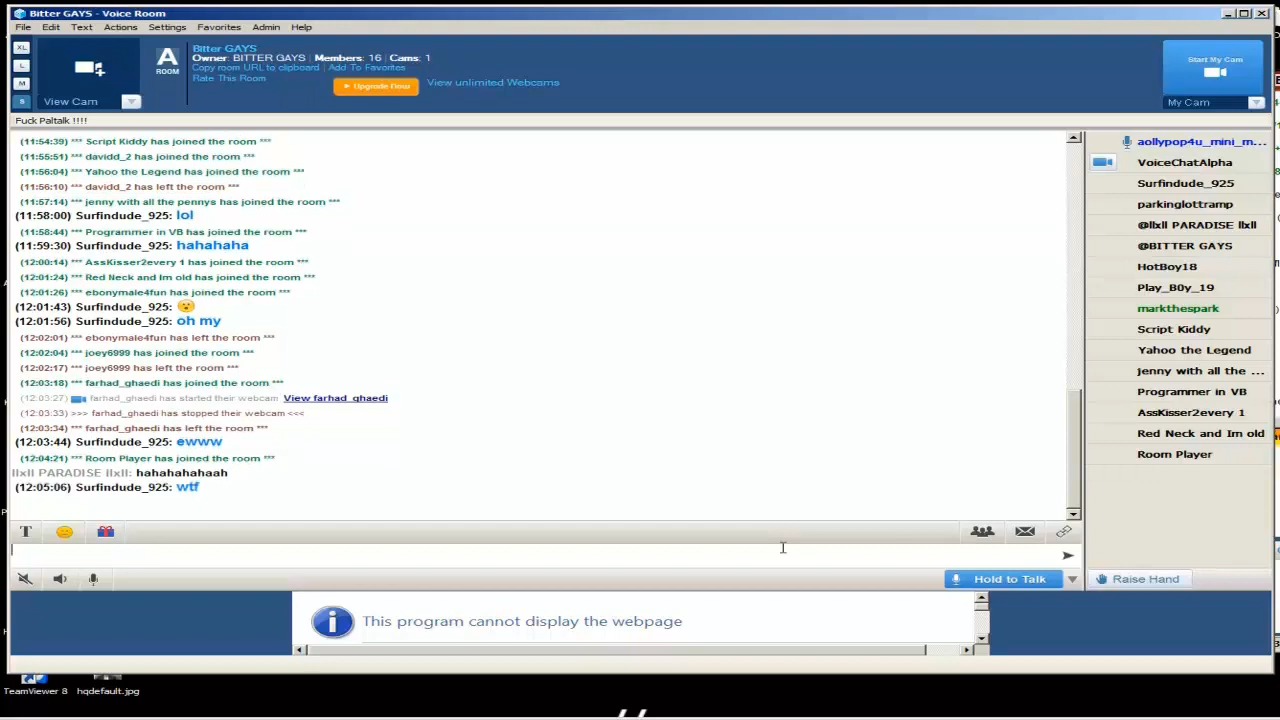 Bitter GAYS - Voice Room
File Edit Text Actions Settings Favorites Admin Help
XL
L
M
S
View Cam
A
ROOM
Bitter GAYS
Owner: BITTER GAYS | Members: 16 | Cams: 1
Copy room URL to clipboard | Add To Favorites
Rate This Room
Upgrade Now
View unlimited Webcams
Start My Cam
My Cam
Fuck Paltalk !!!!
(11:54:39) *** Script Kiddy has joined the room ***
(11:55:51) *** davidd_2 has joined the room ***
(11:56:04) *** Yahoo the Legend has joined the room ***
(11:56:10) *** davidd_2 has left the room ***
(11:57:14) *** jenny with all the pennys has joined the room ***
(11:58:00) Surfindude_925: lol
(11:58:44) *** Programmer in VB has joined the room ***
(11:59:30) Surfindude_925: hahahaha
(12:00:14) *** AssKisser2every 1 has joined the room ***
(12:01:24) *** Red Neck and Im old has joined the room ***
(12:01:26) *** ebonymale4fun has joined the room ***
(12:01:43) Surfindude_925:
(12:01:56) Surfindude_925: oh my
(12:02:01) *** ebonymale4fun has left the room ***
(12:02:04) *** joey6999 has joined the room ***
(12:02:17) *** joey6999 has left the room ***
(12:03:18) *** farhad_ghaedi has joined the room ***
(12:03:27) farhad_ghaedi has started their webcam View farhad_ghaedi
(12:03:33) >>> farhad_ghaedi has stopped their webcam <<<
(12:03:34) *** farhad_ghaedi has left the room ***
(12:03:44) Surfindude_925: ewww
(12:04:21) *** Room Player has joined the room ***
llxll PARADISE llxll: hahahahahaah
(12:05:06) Surfindude_925: wtf
aollypop4u_mini_m...
VoiceChatAlpha
Surfindude_925
parkinglottramp
@llxll PARADISE llxll
@BITTER GAYS
HotBoy18
Play_B0y_19
markthespark
Script Kiddy
Yahoo the Legend
jenny with all the ...
Programmer in VB
AssKisser2every 1
Red Neck and Im old
Room Player
T
Hold to Talk
Raise Hand
This program cannot display the webpage
TeamViewer 8 hqdefault.jpg